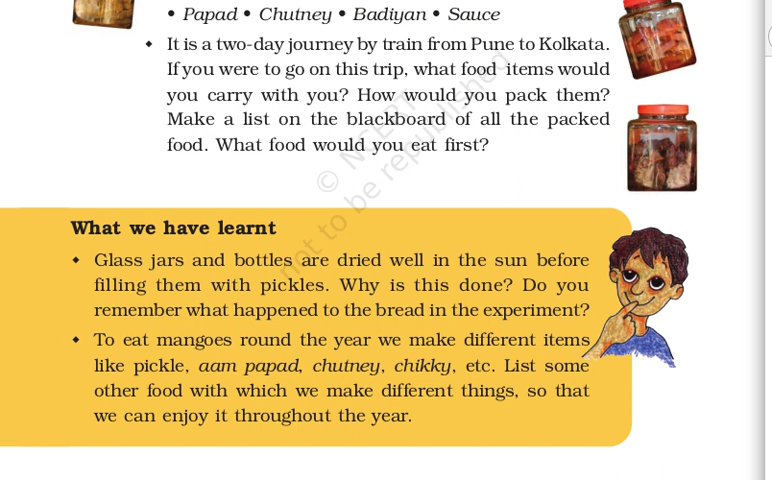 • Papad • Chutney • Badiyan • Sauce
It is a two-day journey by train from Pune to Kolkata.
If you were to go on this trip, what food items would
you carry with you? How would you pack them?
Make a list on the blackboard of all the packed
food. What food would you eat first?
© NCERT
not to be republished
What we have learnt
Glass jars and bottles are dried well in the sun before
filling them with pickles. Why is this done? Do you
remember what happened to the bread in the experiment?
To eat mangoes round the year we make different items
like pickle, aam papad, chutney, chikky, etc. List some
other food with which we make different things, so that
we can enjoy it throughout the year.